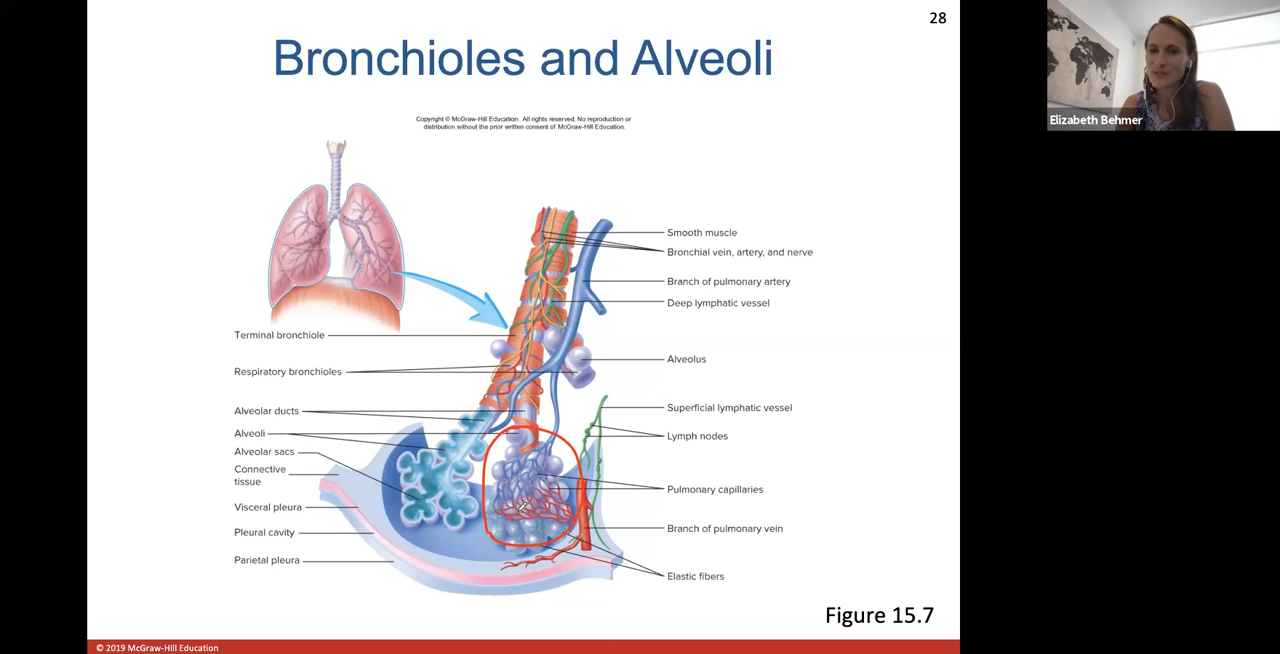 28
Bronchioles and Alveoli
Copyright © McGraw-Hill Education. All rights reserved. No reproduction or
distribution without the prior written consent of McGraw-Hill Education.
Elizabeth Behmer
Smooth muscle
Bronchial vein, artery, and nerve
Branch of pulmonary artery
Deep lymphatic vessel
Terminal bronchiole
Alveolus
Respiratory bronchioles
Alveolar ducts
Superficial lymphatic vessel
Alveoli
Lymph nodes
Alveolar sacs
Connective
tissue
Pulmonary capillaries
Visceral pleura
Branch of pulmonary vein
Pleural cavity
Parietal pleura
Elastic fibers
Figure 15.7
© 2019 McGraw-Hill Education